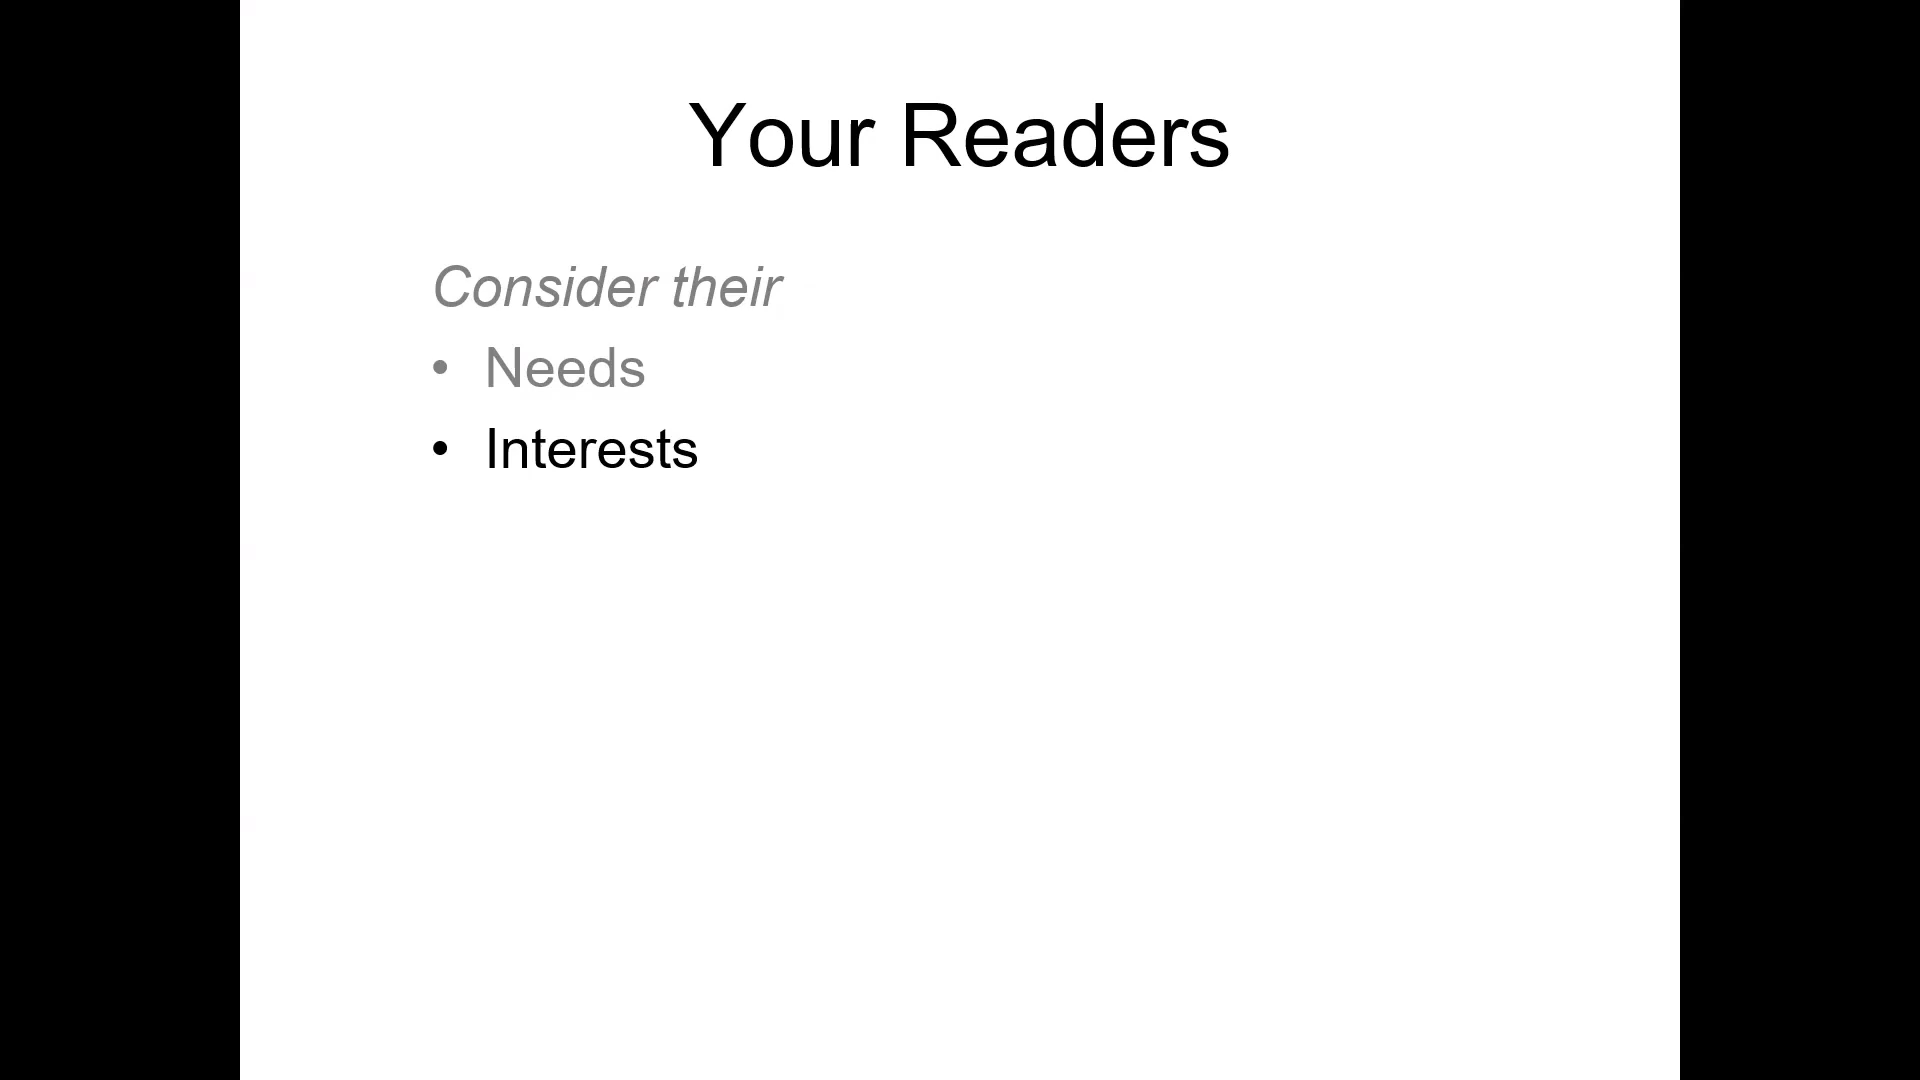 Your Readers
Consider their
• Needs
• Interests